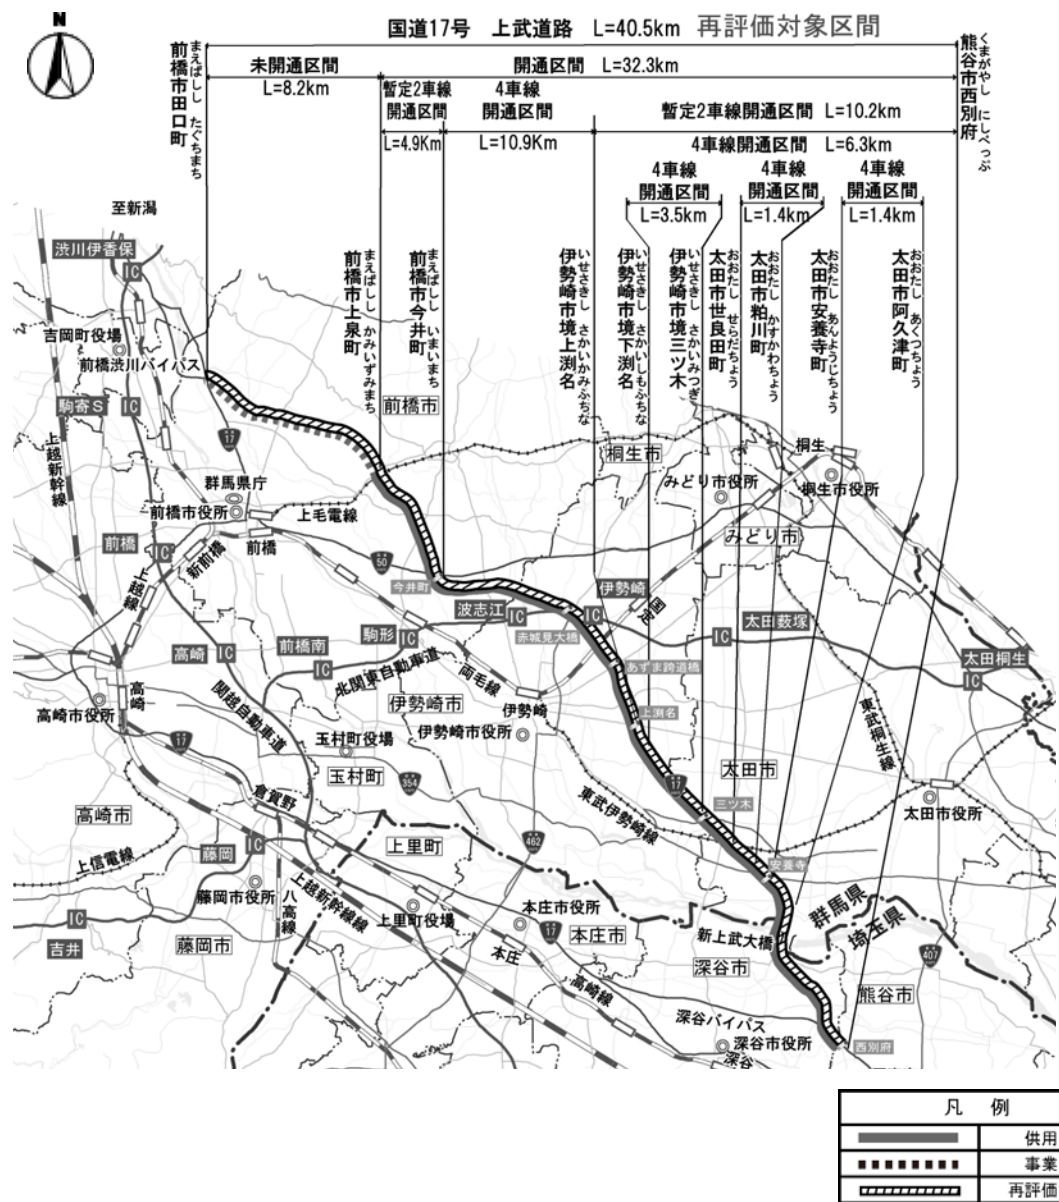 N
国道17号 上武道路 L=40.5km 再評価対象区間
まえばしし たぐちまち
前橋市田口町
未開通区間
L=8.2km
開通区間 L=32.3km
くまがやし にしべっぷ
熊谷市西別府
暫定2車線
開通区間
L=4.9Km
4車線
開通区間
L=10.9Km
暫定2車線開通区間 L=10.2km
4車線開通区間 L=6.3km
4車線
開通区間
L=3.5km
4車線
開通区間
L=1.4km
4車線
開通区間
L=1.4km
まえばしし かみいずみまち
前橋市上泉町
まえばしし いまいまち
前橋市今井町
いせさきし さかいかみふちな
伊勢崎市境上渕名
いせさきし さかいしもふちな
伊勢崎市境下渕名
いせさきし さかいみつぎ
伊勢崎市境三ツ木
おおたし せらだちょう
太田市世良田町
おおたし かすかわちょう
太田市粕川町
おおたし あんようじちょう
太田市安養寺町
おおたし あくつちょう
太田市阿久津町
至新潟
渋川伊香保
IC
吉岡町役場
前橋渋川バイパス
駒寄S
IC
17
上越新幹線
前橋市
群馬県庁
前橋市役所
上毛電線
前橋
IC
新前橋
前橋
上越線
50
今井町
桐生市
みどり市役所
みどり市
桐生
桐生市役所
波志江
IC
伊勢崎
IC
国定
赤城見大橋
IC
太田藪塚
太田桐生
IC
駒形
IC
前橋南
IC
高崎
IC
北関東自動車道
両毛線
あずま跨道橋
高崎
高崎市役所
関越自動車道
伊勢崎市
伊勢崎
伊勢崎市役所
上渕名
東武桐生線
17
玉村町役場
玉村町
354
17
太田市
三ツ木
太田市役所
倉賀野
高崎市
上信電線
藤岡
IC
上里町
462
東武伊勢崎線
安養寺
藤岡市役所
八高線
上越新幹線線
上里町役場
本庄市役所
17
本庄市
本庄
新上武大橋
群馬県
埼玉県
407
IC
吉井
藤岡市
深谷市
熊谷市
高崎線
深谷バイパス
深谷市役所
深谷
西別府
凡 例
供用
事業
再評価